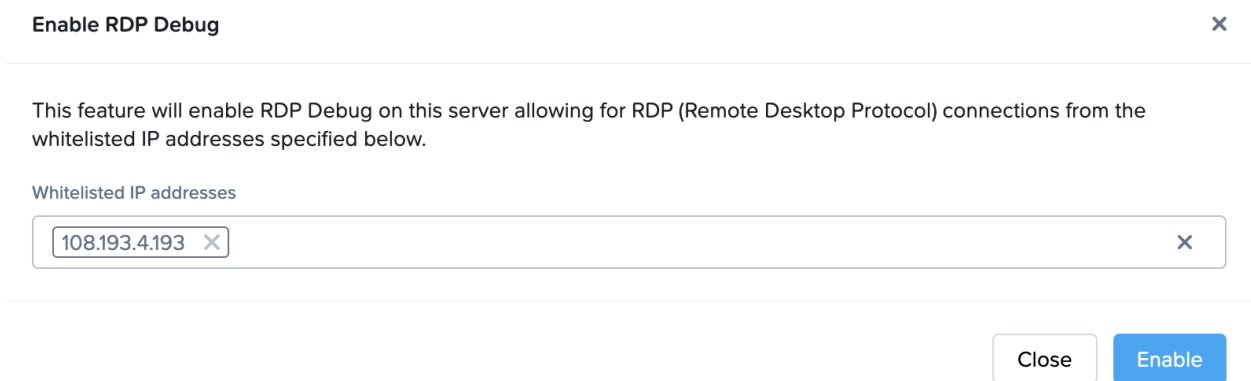 Enable RDP Debug
This feature will enable RDP Debug on this server allowing for RDP (Remote Desktop Protocol) connections from the
whitelisted IP addresses specified below.
Whitelisted IP addresses
108.193.4.193
Close
Enable